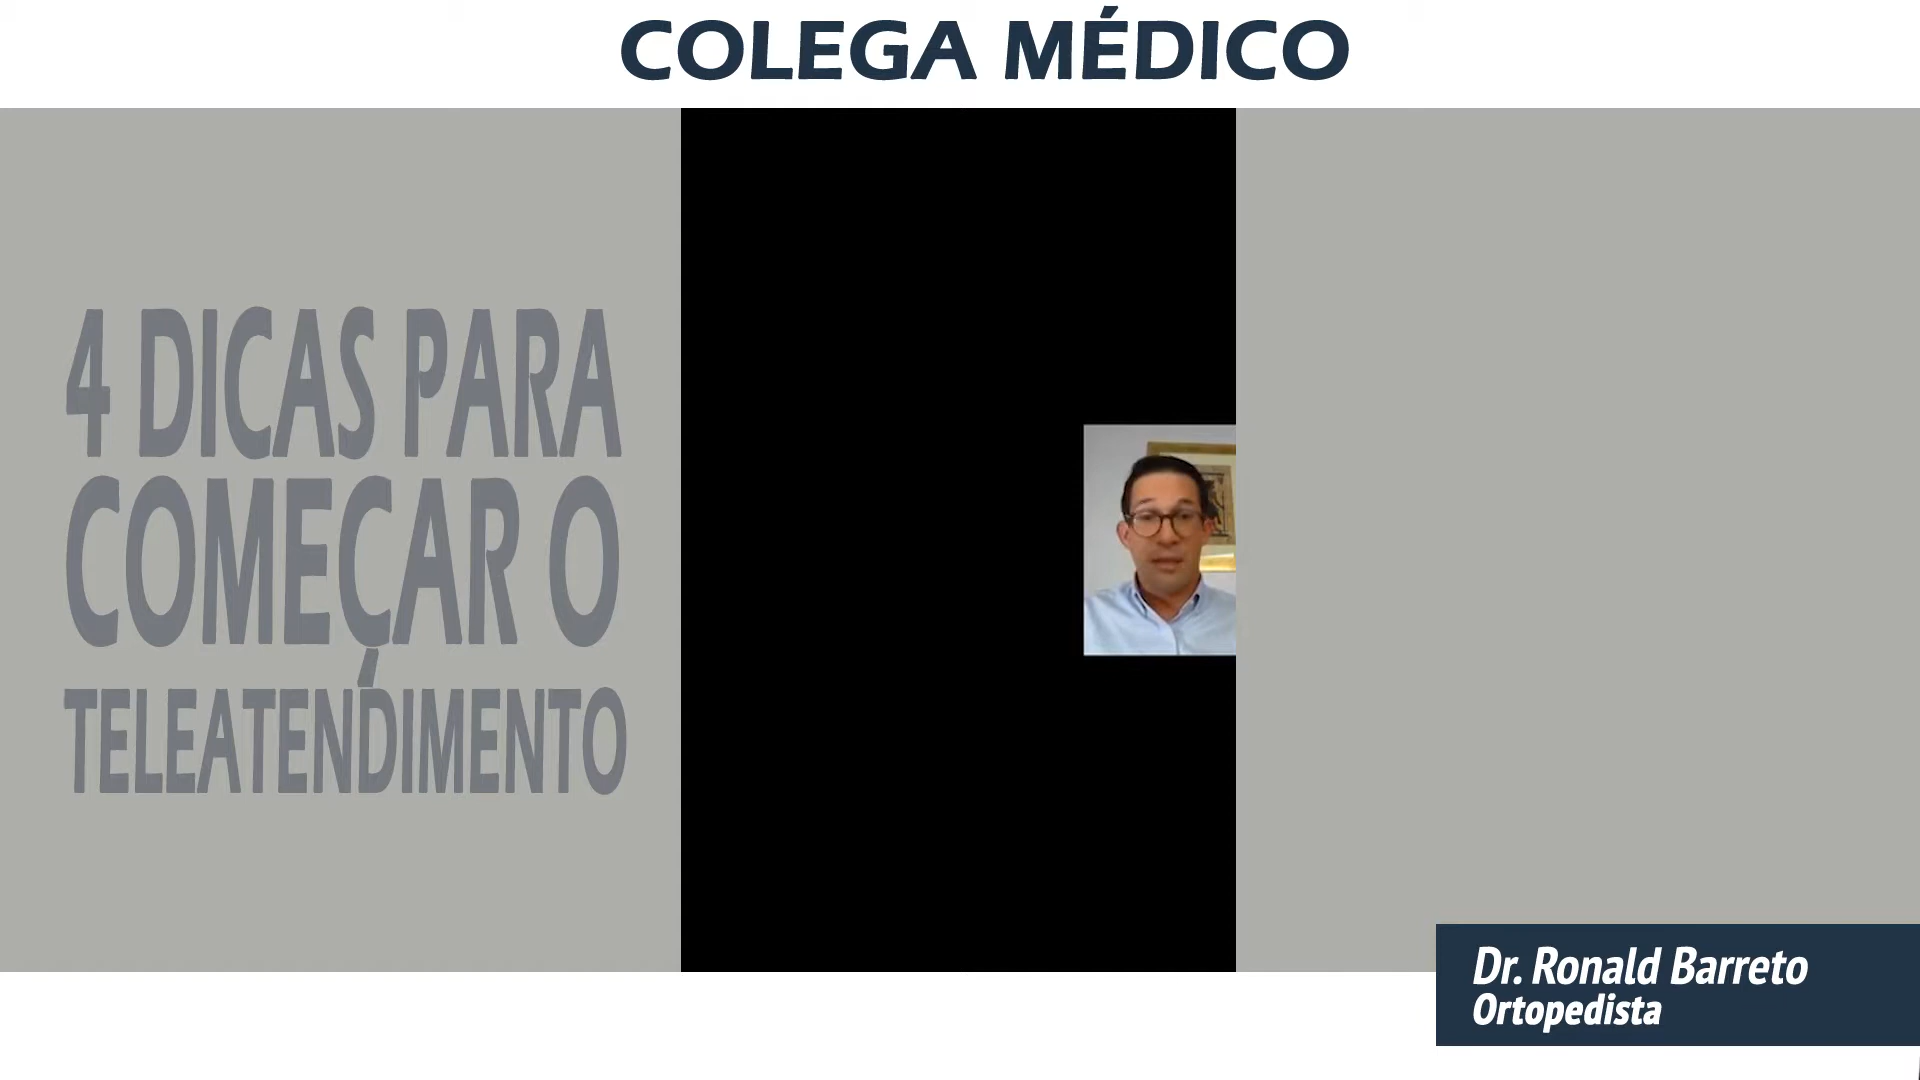 COLEGA MÉDICO
4 DICAS PARA
COMEÇAR O
TELEATENDIMENTO
Dr. Ronald Barreto
Ortopedista